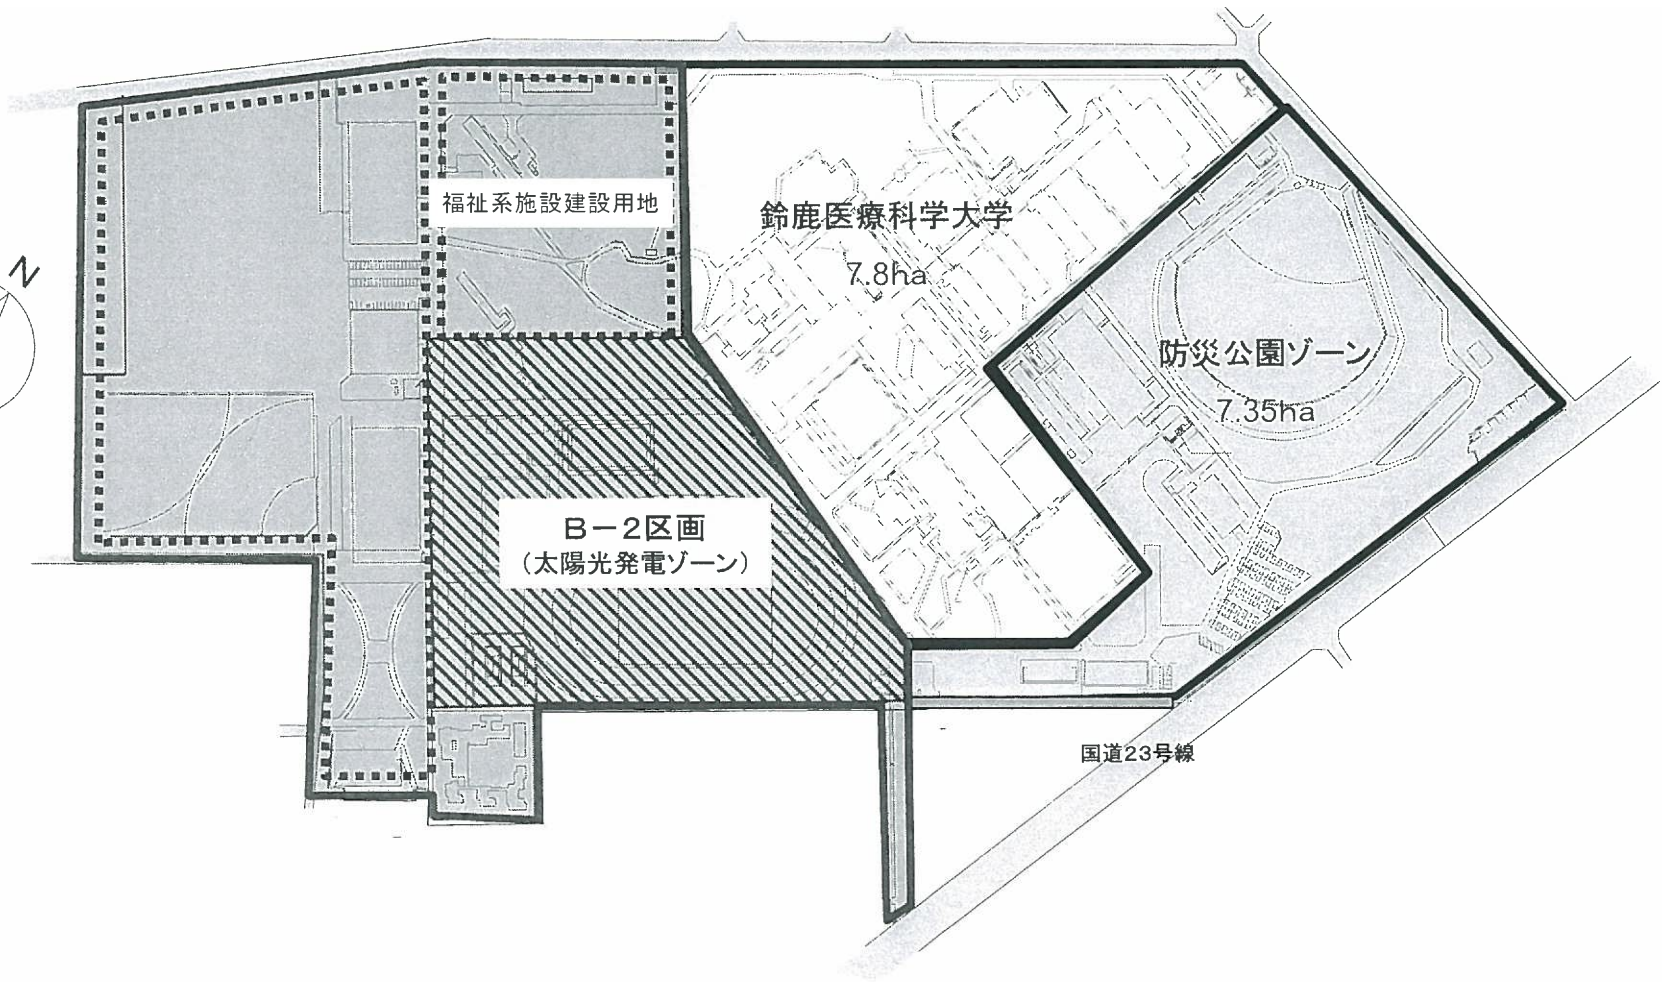 N
福祉系施設建設用地
鈴鹿医療科学大学
7.8ha
防災公園ゾーン
7.35ha
B－2区画
（太陽光発電ゾーン）
国道23号線